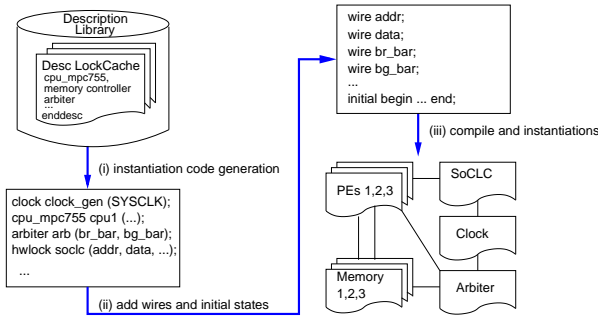 Description
Library
Desc LockCache
cpu_mpc755,
memory controller
arbiter
...
enddesc
(i) instantiation code generation
clock clock_gen (SYSCLK);
cpu_mpc755 cpu1 (...);
arbiter arb (br_bar, bg_bar);
hwlock soclc (addr, data, ...);
...
(ii) add wires and initial states
wire addr;
wire data;
wire br_bar;
wire bg_bar;
...
initial begin ... end;
(iii) compile and instantiations
PEs 1,2,3
SoCLC
Clock
Memory
1,2,3
Arbiter